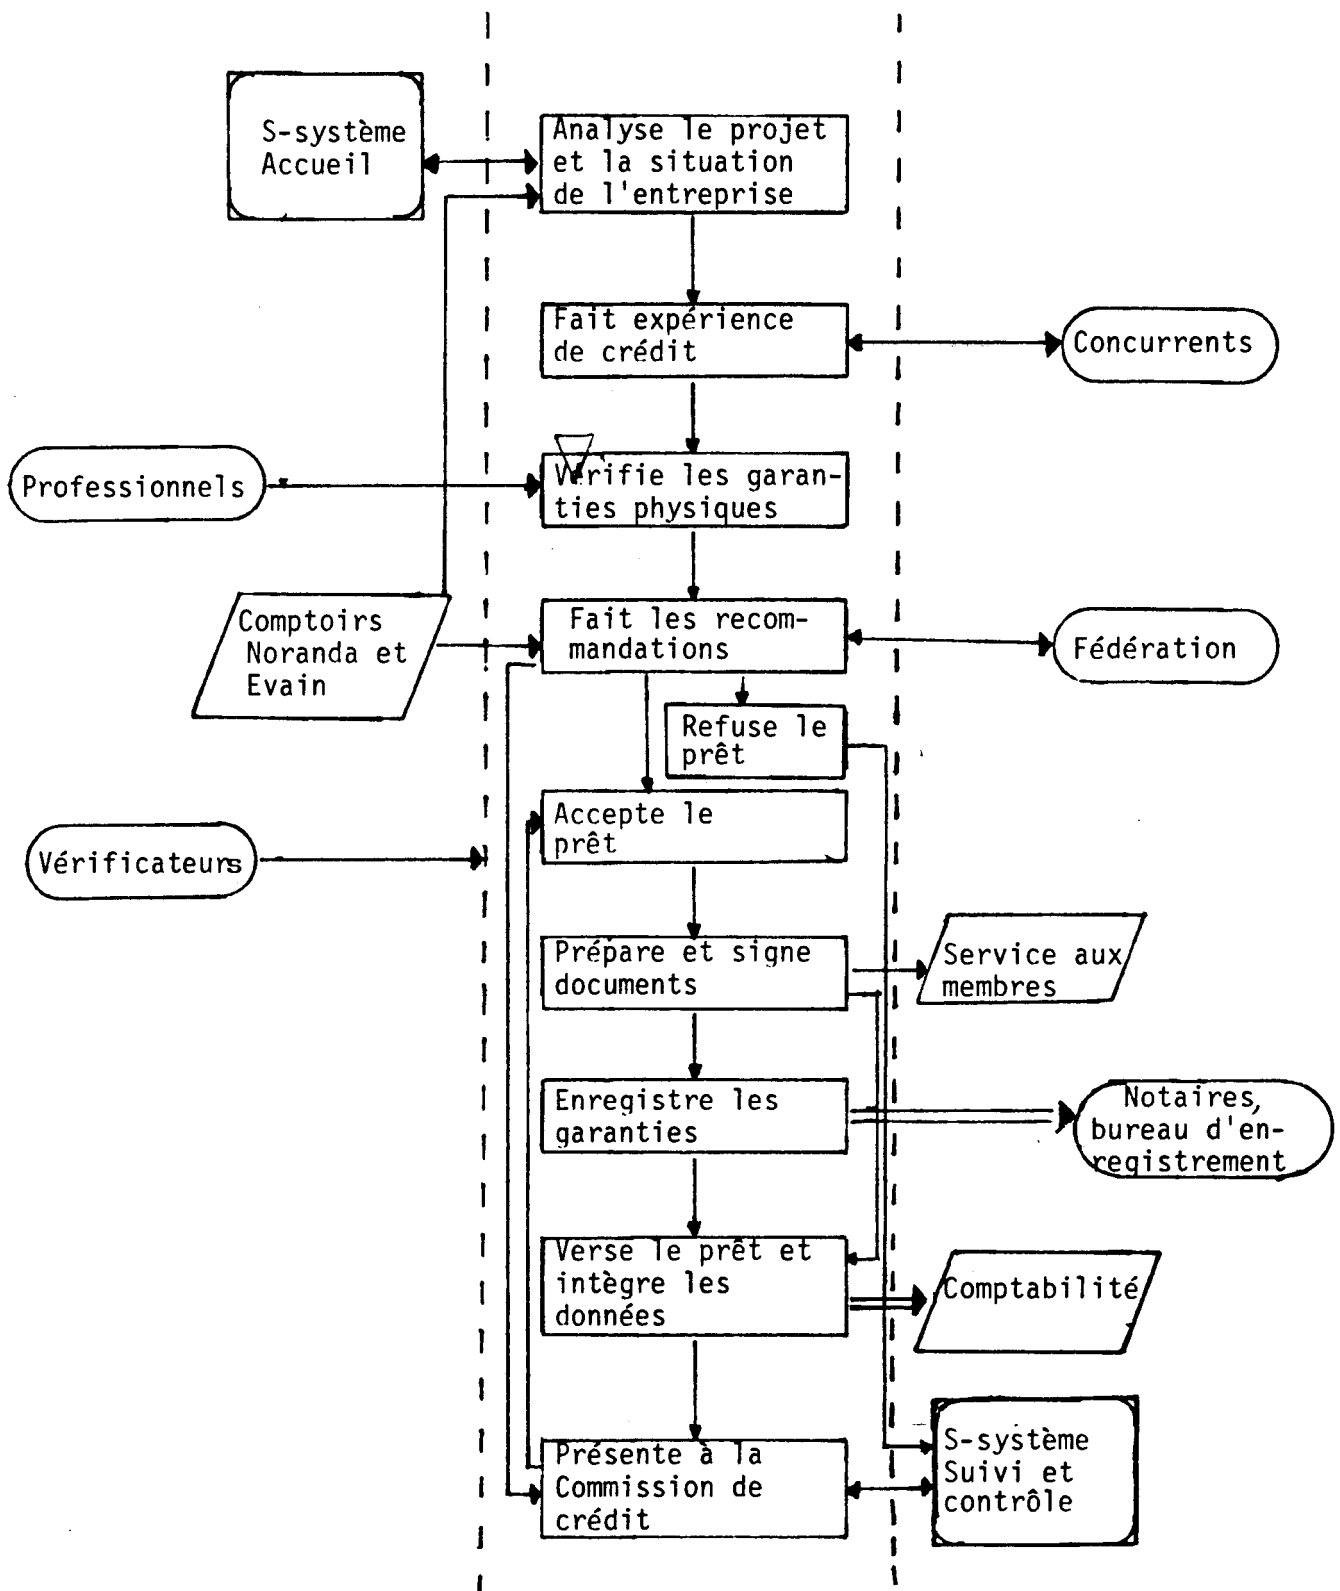 S-système
Accueil
Analyse le projet
et la situation
de l'entreprise
Fait expérience
de crédit
Concurrents
Professionnels
Vérifie les garan-
ties physiques
Comptoirs
Noranda et
Evain
Fait les recom-
mandations
Fédération
Refuse le
prêt
Accepte le
prêt
Vérificateurs
Prépare et signe
documents
Service aux
membres
Enregistre les
garanties
Notaires,
bureau d'en-
registrement
Verse le prêt et
intègre les
données
Comptabilité
Présente à la
Commission de
crédit
S-système
Suivi et
contrôle